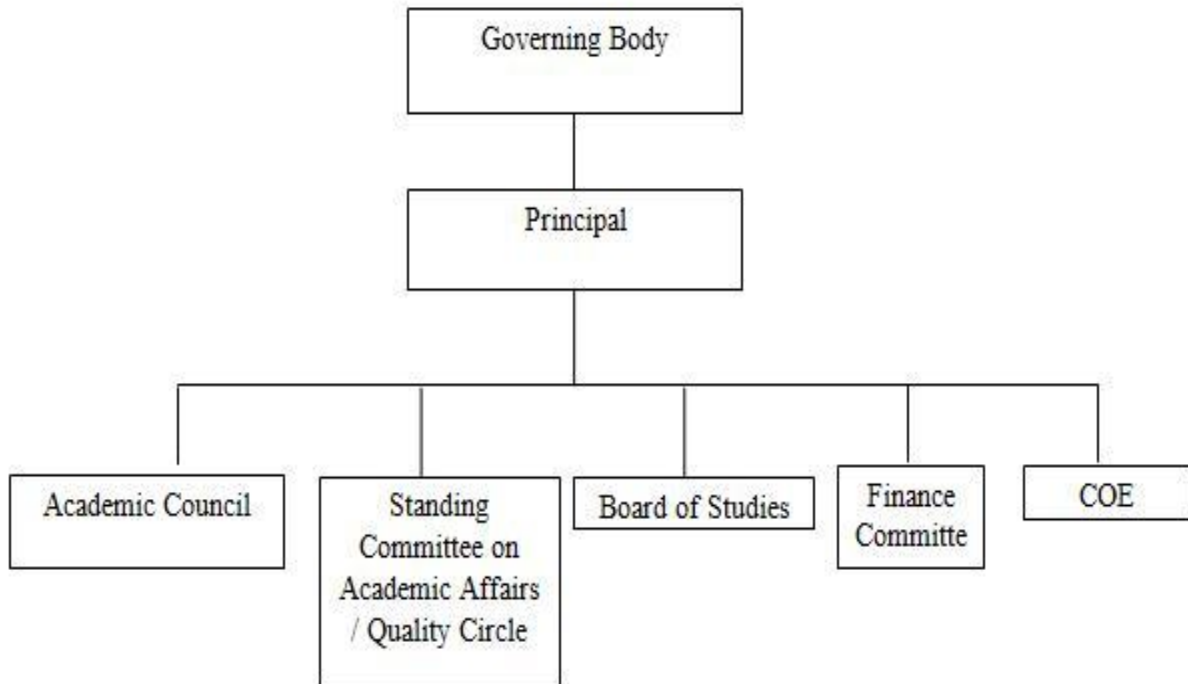 Governing Body
Principal
Academic Council
Standing
Committee on
Academic Affairs
/ Quality Circle
Board of Studies
Finance
Committe
COE